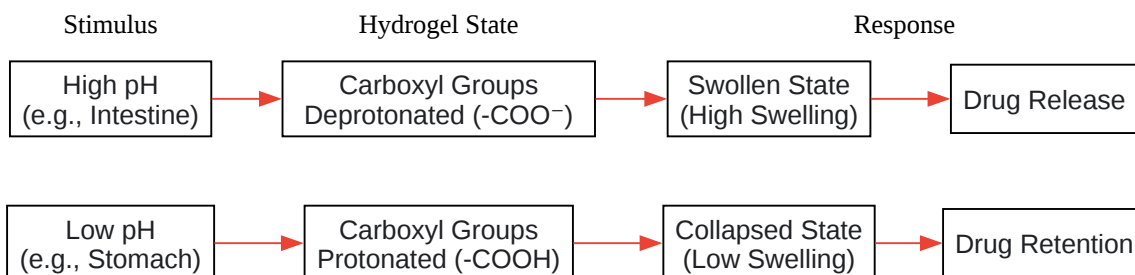 Stimulus
Hydrogel State
Response
High pH
(e.g., Intestine)
Carboxyl Groups
Deprotonated (-COO⁻)
Swollen State
(High Swelling)
Drug Release
Low pH
(e.g., Stomach)
Carboxyl Groups
Protonated (-COOH)
Collapsed State
(Low Swelling)
Drug Retention